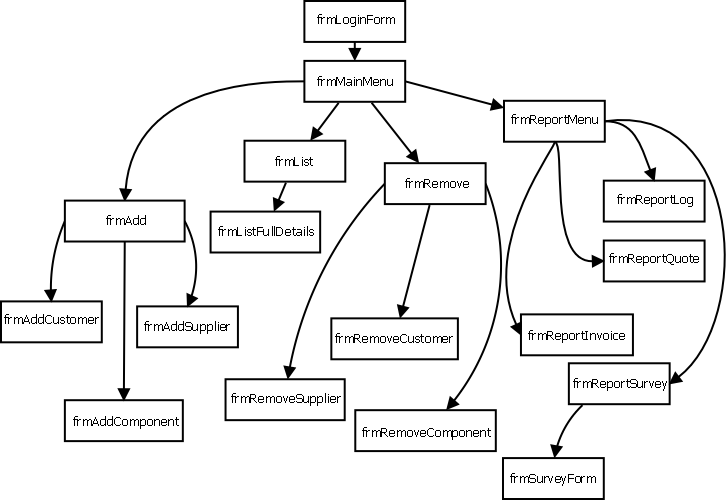 frmLoginForm
frmMainMenu
frmReportMenu
frmList
frmRemove
frmReportLog
frmAdd
frmListFullDetails
frmReportQuote
frmAddCustomer
frmAddSupplier
frmRemoveCustomer
frmReportInvoice
frmReportSurvey
frmRemoveSupplier
frmAddComponent
frmRemoveComponent
frmSurveyForm